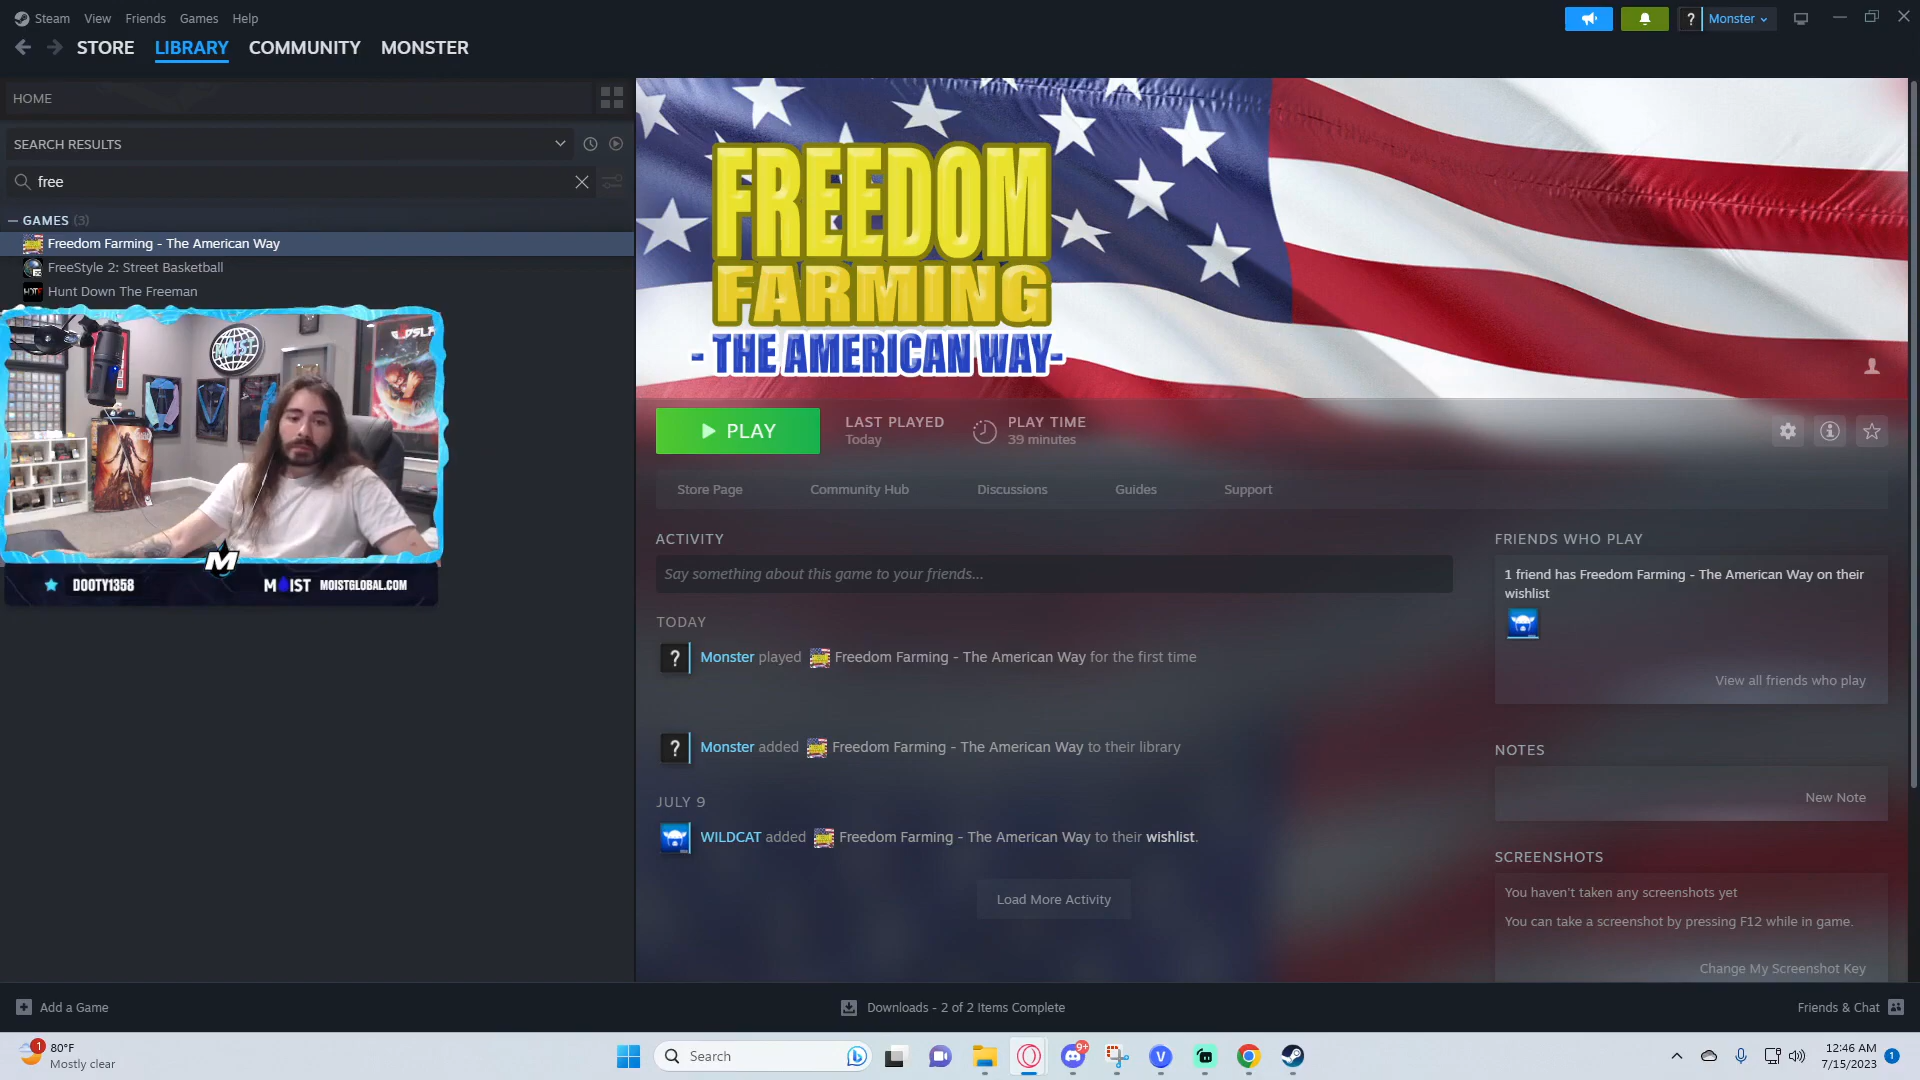 Steam View Friends Games Help
Monster
STORE LIBRARY COMMUNITY MONSTER
HOME
SEARCH RESULTS
free
GAMES (3)
Freedom Farming - The American Way
FreeStyle 2: Street Basketball
Hunt Down The Freeman
MOIST
M
DOOTY1358
MOIST MOISTGLOBAL.COM
FREEDOM
FARMING
- THE AMERICAN WAY-
PLAY
LAST PLAYED
Today
PLAY TIME
39 minutes
Store Page Community Hub Discussions Guides Support
ACTIVITY
Say something about this game to your friends...
TODAY
? Monster played Freedom Farming - The American Way for the first time
? Monster added Freedom Farming - The American Way to their library
JULY 9
WILDCAT added Freedom Farming - The American Way to their wishlist.
Load More Activity
FRIENDS WHO PLAY
1 friend has Freedom Farming - The American Way on their
wishlist
View all friends who play
NOTES
New Note
SCREENSHOTS
You haven't taken any screenshots yet
You can take a screenshot by pressing F12 while in game.
Change My Screenshot Key
Add a Game
Downloads - 2 of 2 Items Complete
Friends & Chat
1
80°F
Mostly clear
Search
9+
V
12:46 AM
7/15/2023
1